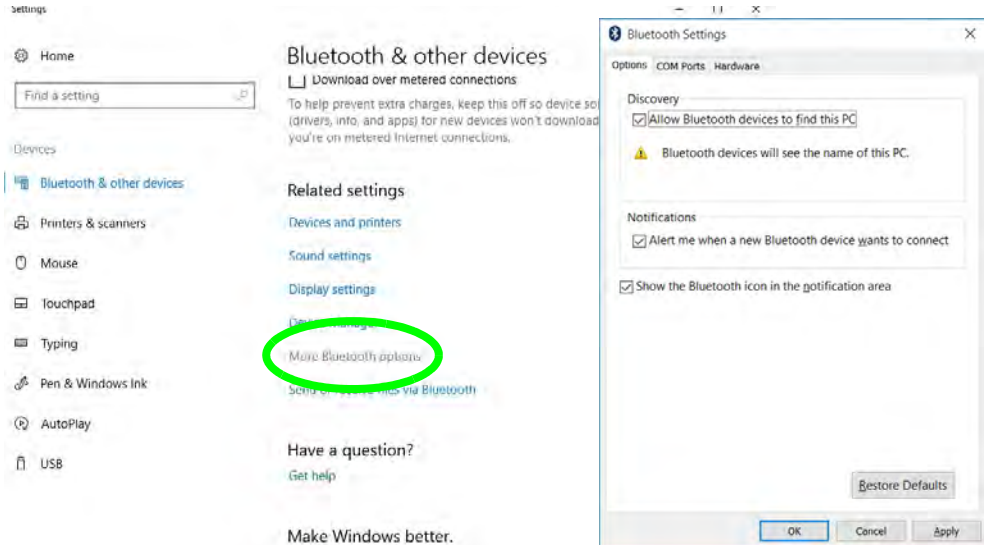 Settings
Home
Find a setting
Devices
Bluetooth & other devices
Printers & scanners
Mouse
Touchpad
Typing
Pen & Windows Ink
AutoPlay
USB
Bluetooth & other devices
Download over metered connections
To help prevent extra charges, keep this off so device so
(drivers, info, and apps) for new devices won't download
you're on metered Internet connections.
Related settings
Devices and printers
Sound settings
Display settings
More Bluetooth options
Send or receive files via Bluetooth
Have a question?
Get help
Make Windows better.
Bluetooth Settings
Options COM Ports Hardware
Discovery
Allow Bluetooth devices to find this PC
Bluetooth devices will see the name of this PC.
Notifications
Alert me when a new Bluetooth device wants to connect
Show the Bluetooth icon in the notification area
Restore Defaults
OK Cancel Apply